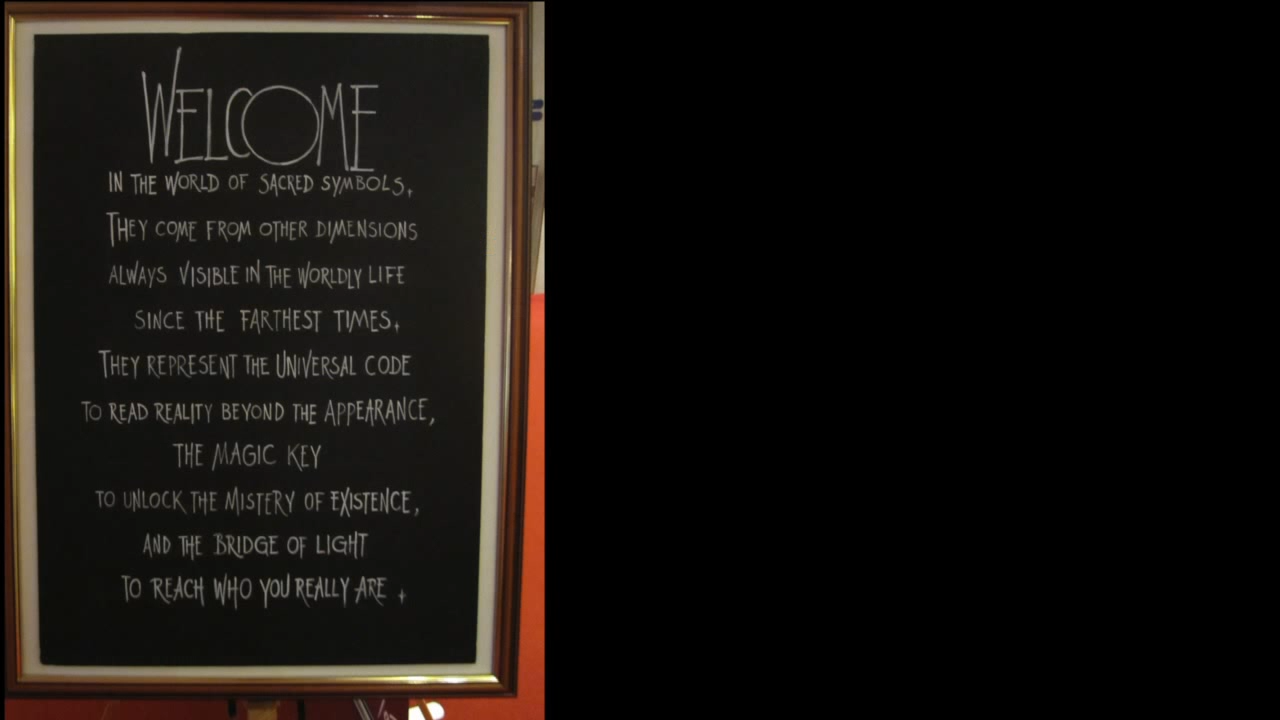 WELCOME
IN THE WORLD OF SACRED SYMBOLS.
THEY COME FROM OTHER DIMENSIONS
ALWAYS VISIBLE IN THE WORLDLY LIFE
SINCE THE FARTHEST TIMES.
THEY REPRESENT THE UNIVERSAL CODE
TO READ REALITY BEYOND THE APPEARANCE,
THE MAGIC KEY
TO UNLOCK THE MISTERY OF EXISTENCE,
AND THE BRIDGE OF LIGHT
TO REACH WHO YOU REALLY ARE.